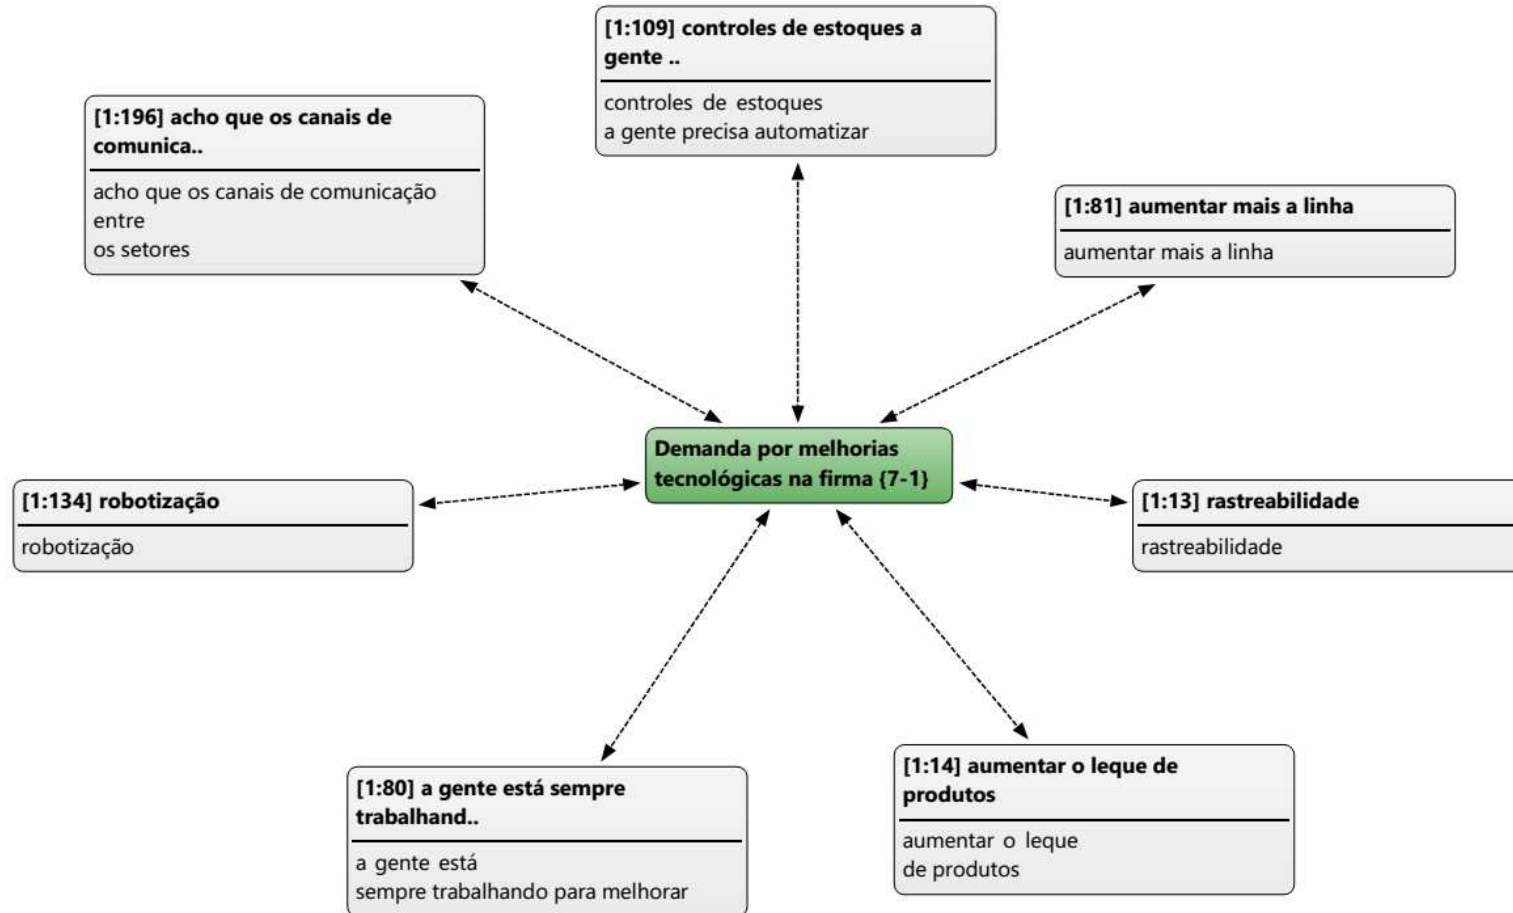 [1:109] controles de estoques a
gente ..
controles de estoques
a gente precisa automatizar
[1:196] acho que os canais de
comunica..
acho que os canais de comunicação
entre
os setores
[1:81] aumentar mais a linha
aumentar mais a linha
Demanda por melhorias
tecnológicas na firma {7-1}
[1:134] robotização
robotização
[1:13] rastreabilidade
rastreabilidade
[1:80] a gente está sempre
trabalhand..
a gente está
sempre trabalhando para melhorar
[1:14] aumentar o leque de
produtos
aumentar o leque
de produtos